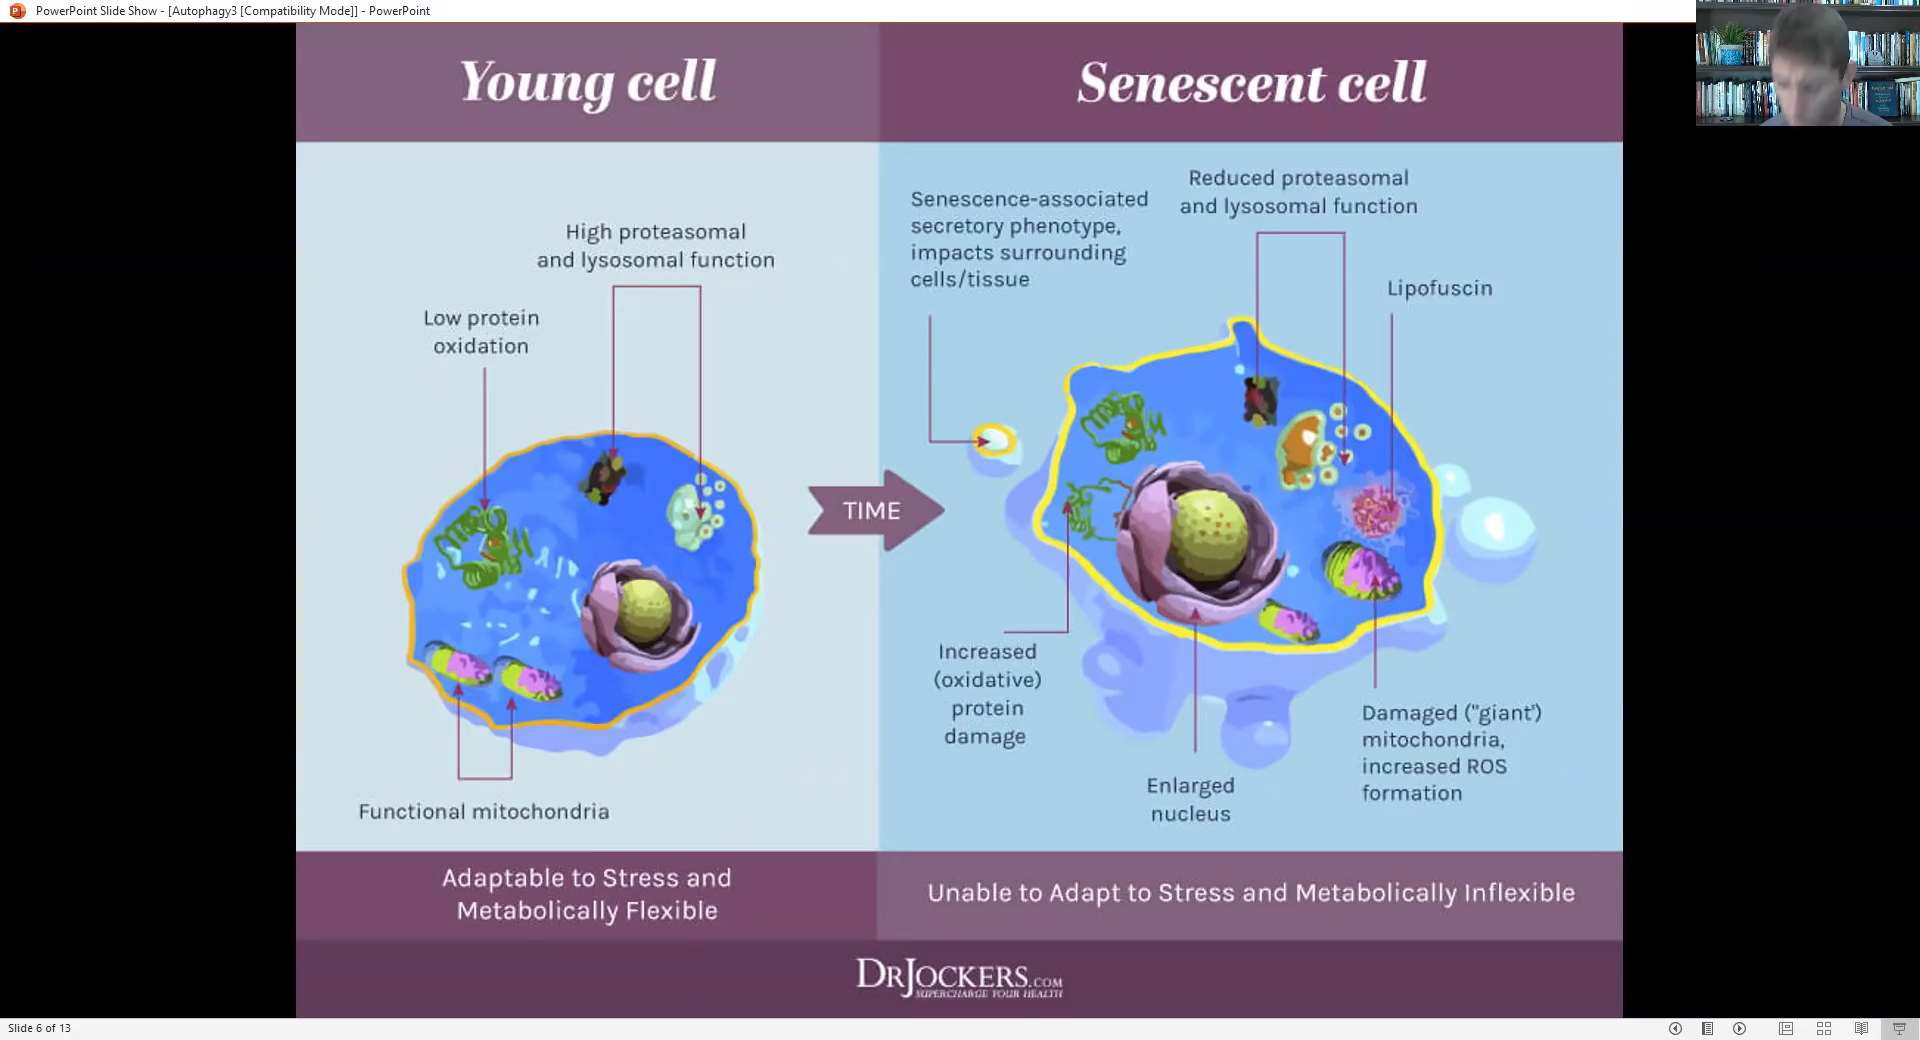 PowerPoint Slide Show - [Autophagy3 [Compatibility Mode]] - PowerPoint
Young cell
Senescent cell
High proteasomal
and lysosomal function
Low protein
oxidation
Functional mitochondria
TIME
Senescence-associated
secretory phenotype,
impacts surrounding
cells/tissue
Reduced proteasomal
and lysosomal function
Lipofuscin
Increased
(oxidative)
protein
damage
Enlarged
nucleus
Damaged ("giant')
mitochondria,
increased ROS
formation
Adaptable to Stress and
Metabolically Flexible
Unable to Adapt to Stress and Metabolically Inflexible
DRJOCKERS.COM
SUPERCHARGE YOUR HEALTH
Slide 6 of 13